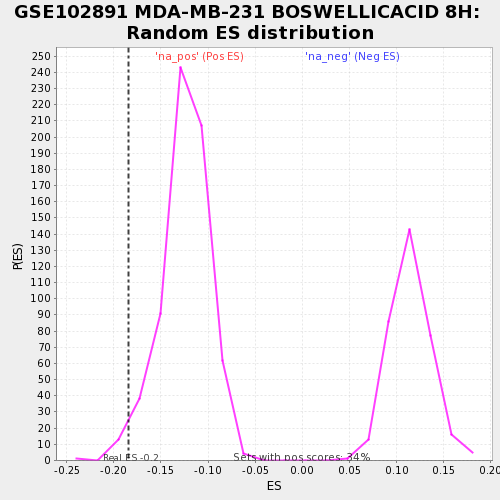 GSE102891 MDA-MB-231 BOSWELLICACID 8H:
Random ES distribution
'na_pos' (Pos ES)
'na_neg' (Neg ES)
250
240
230
220
210
200
190
180
170
160
150
140
130
120
110
100
90
80
70
60
50
40
30
20
10
0
P(ES)
Real ES -0.2
Sets with pos scores: 34%
-0.25 -0.20 -0.15 -0.10 -0.05 0.00 0.05 0.10 0.15 0.20
ES